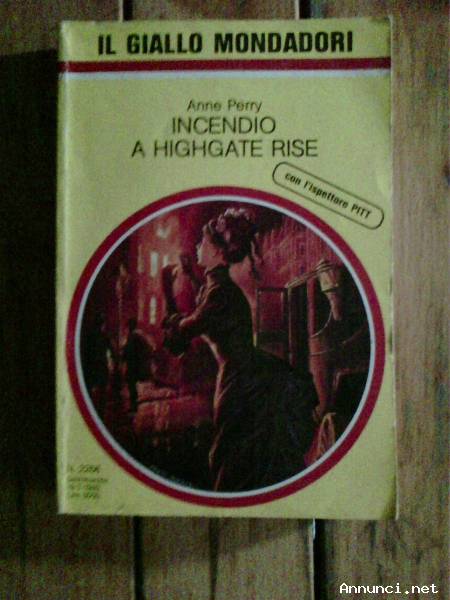 IL GIALLO MONDADORI
Anne Perry
INCENDIO
A HIGHGATE RISE
con l'ispettore PITT
Annunci.net